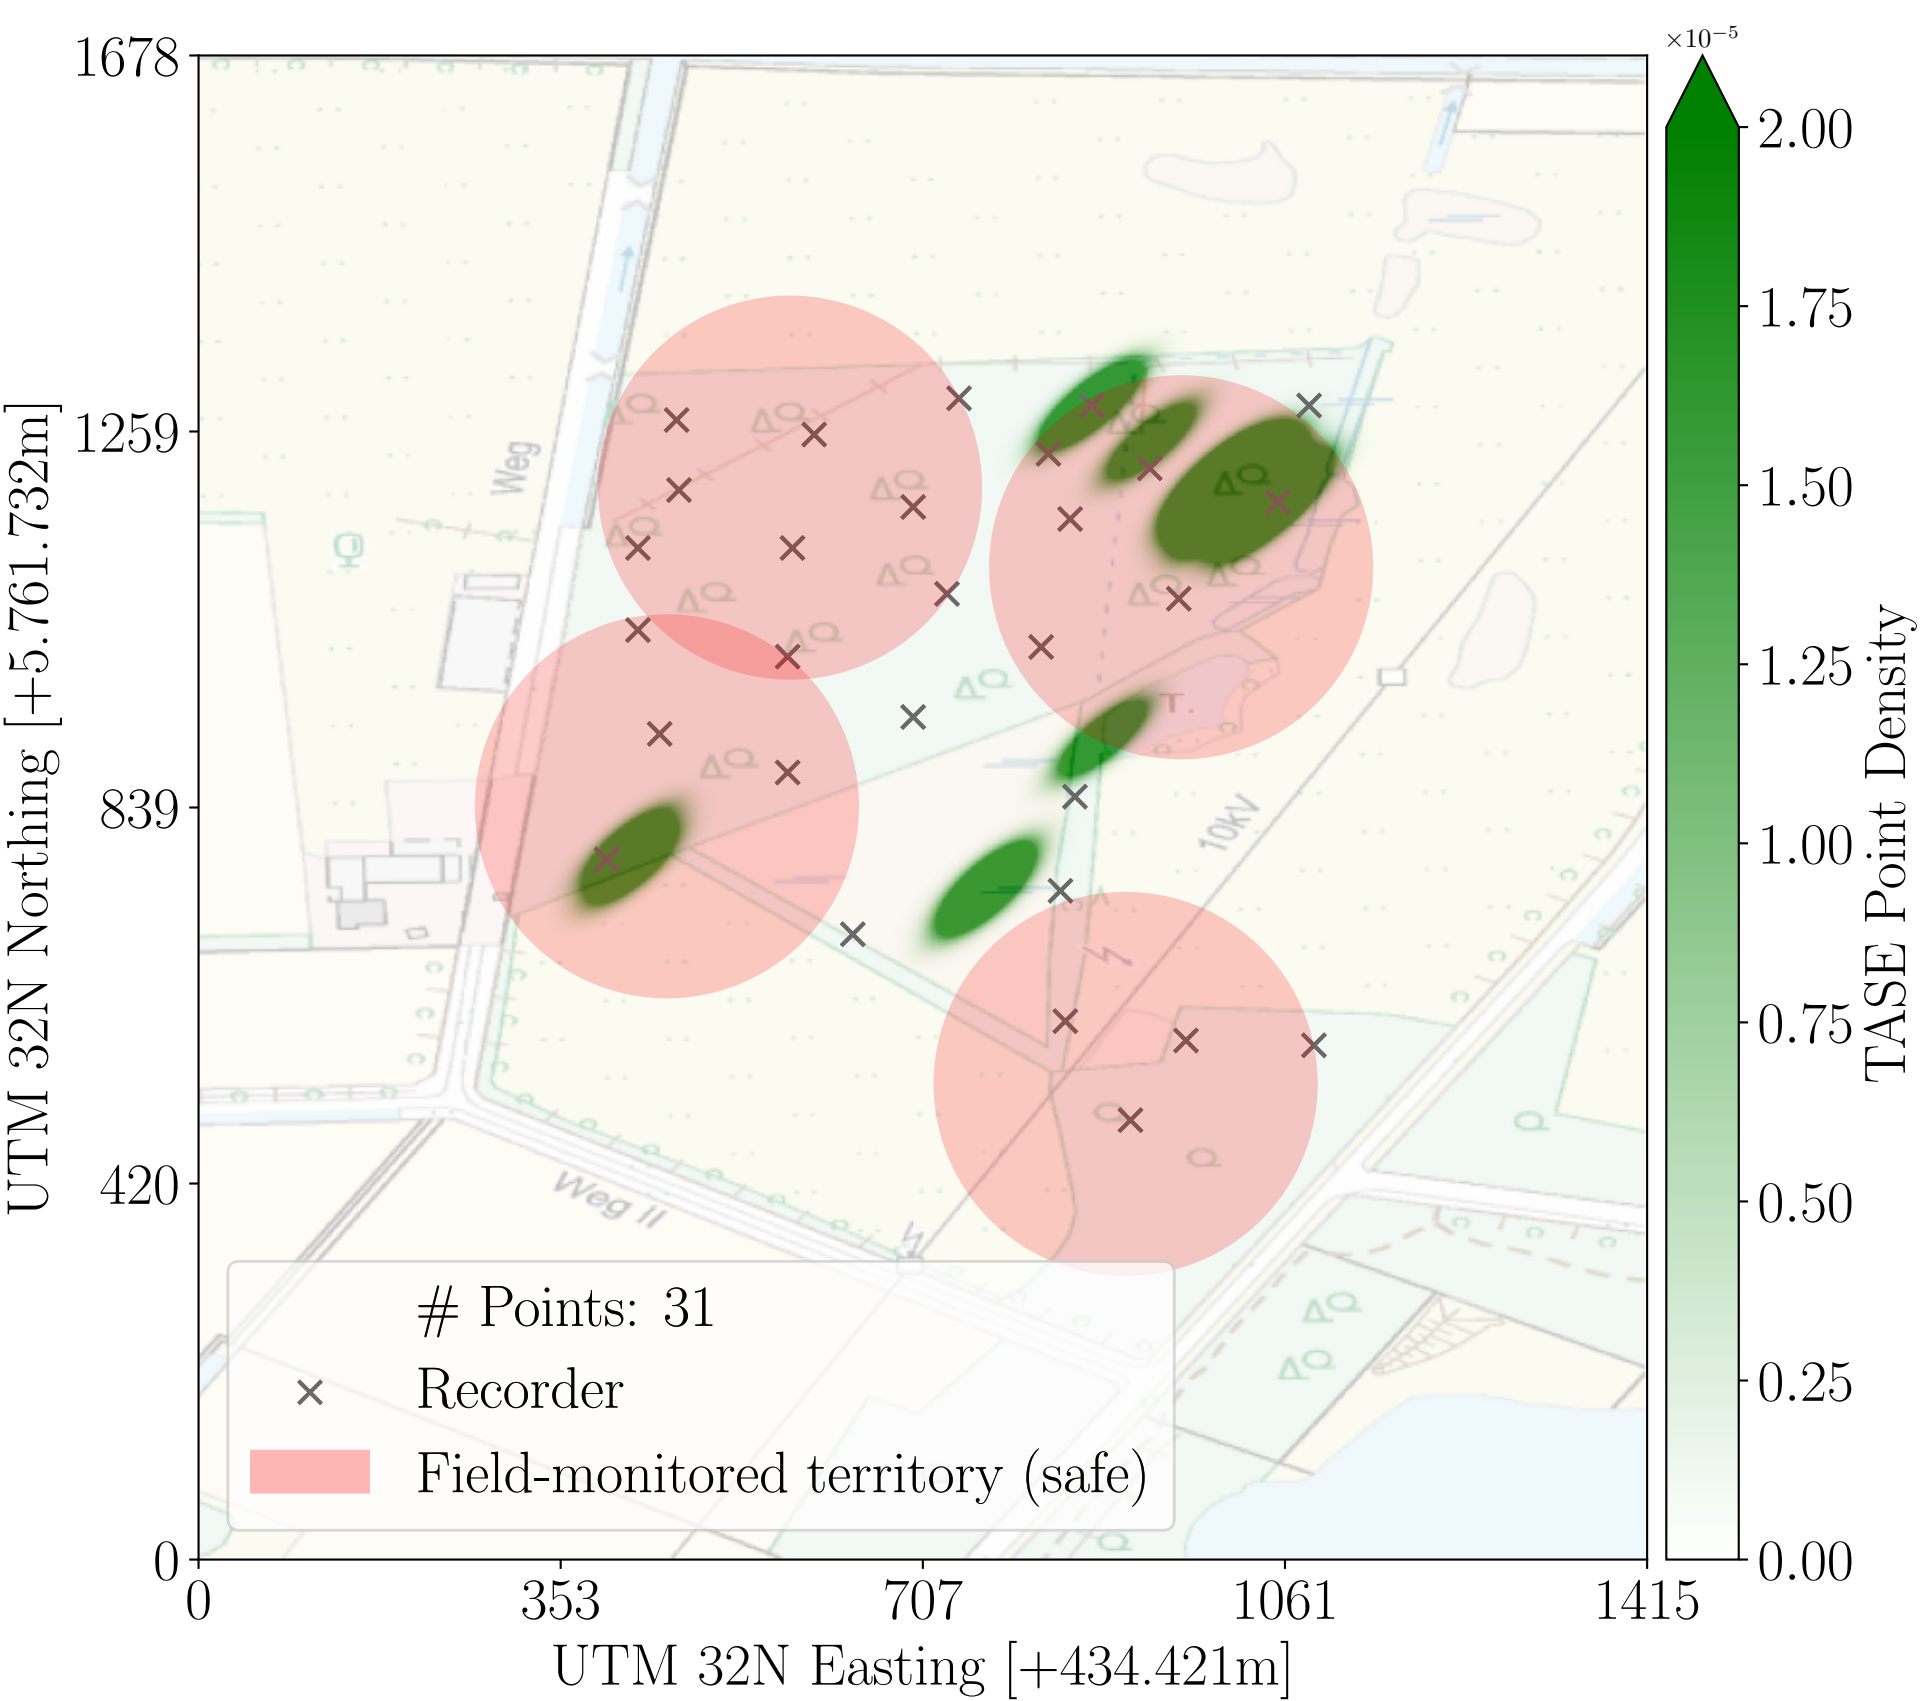 ×10⁻⁵
1678
1259
839
420
0
UTM 32N Northing [+5.761.732m]
Weg
10kV
T.
Weg II
# Points: 31
Recorder
Field-monitored territory (safe)
0
353
707
1061
1415
UTM 32N Easting [+434.421m]
2.00
1.75
1.50
1.25
1.00
0.75
0.50
0.25
0.00
TASE Point Density